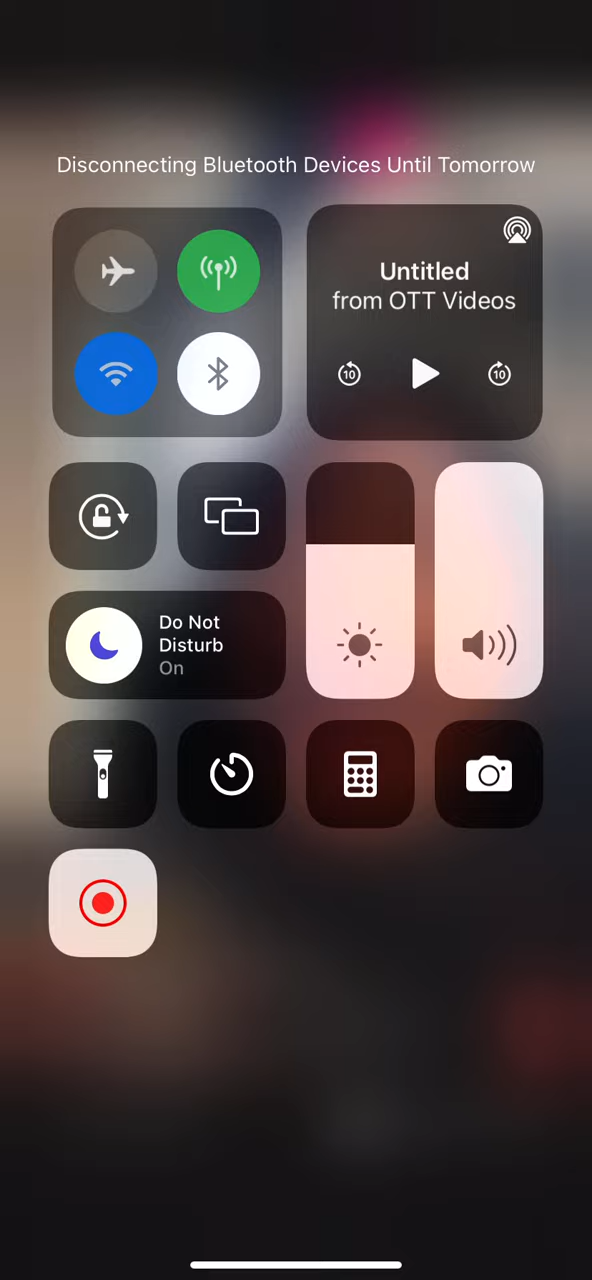 Disconnecting Bluetooth Devices Until Tomorrow
Untitled
from OTT Videos
10
10
Do Not
Disturb
On